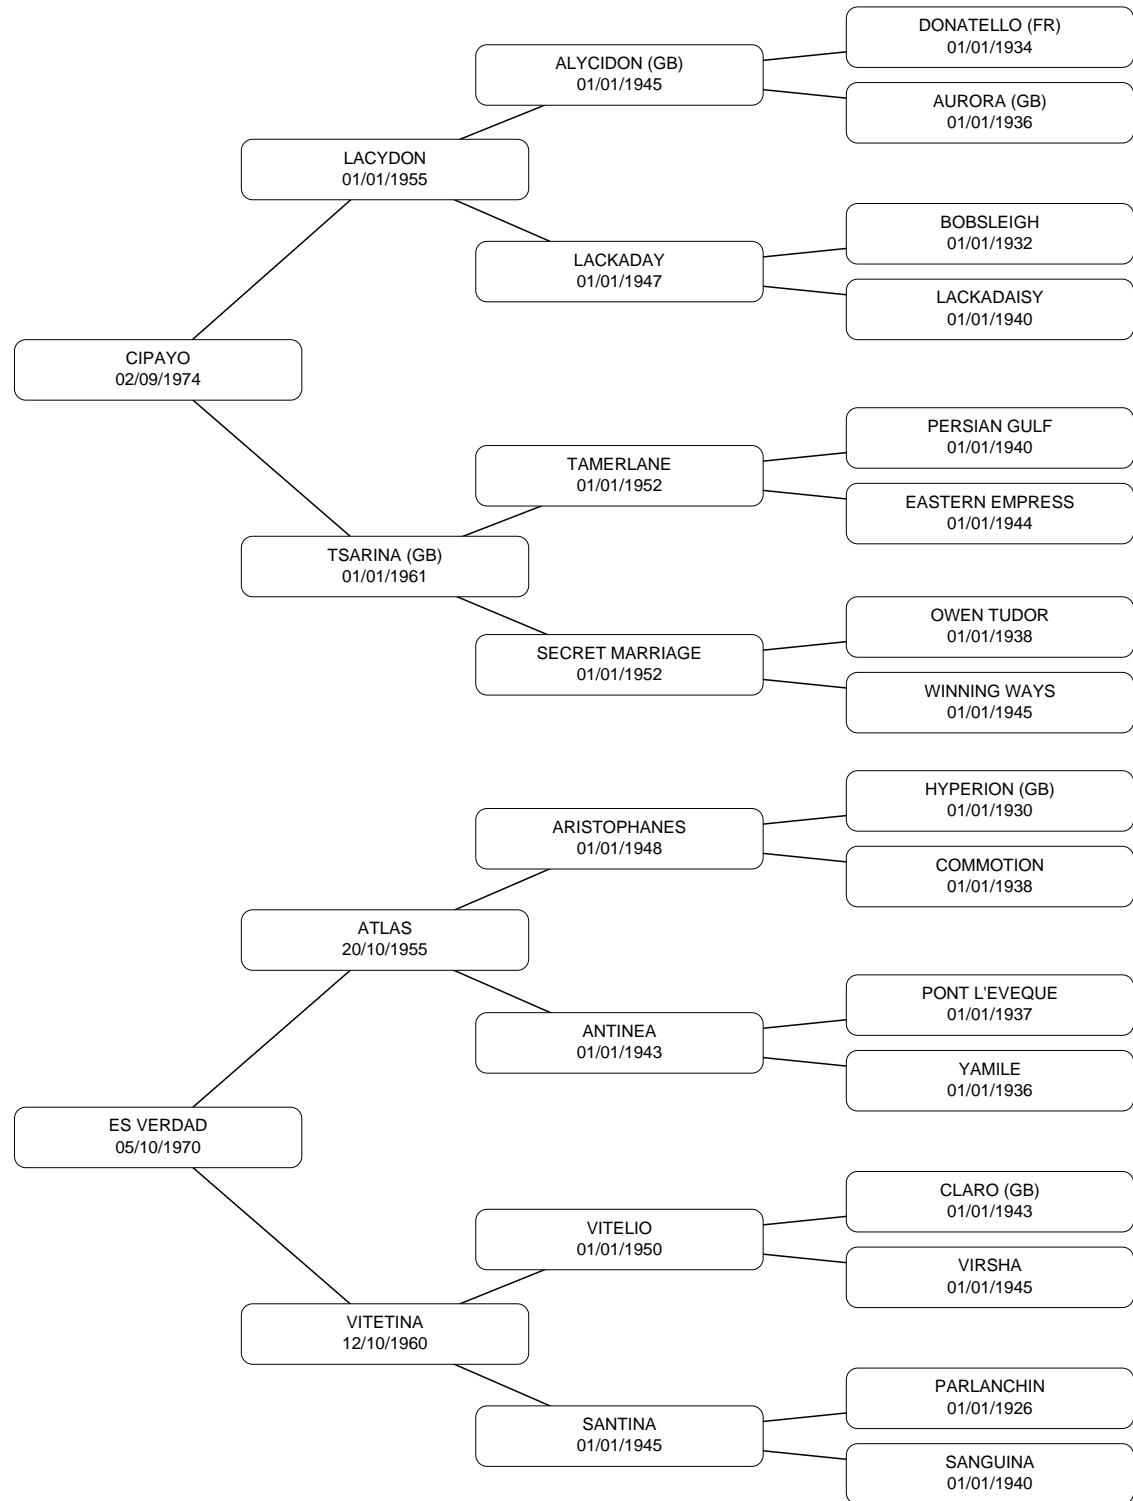 DONATELLO (FR)
01/01/1934
ALYCIDON (GB)
01/01/1945
AURORA (GB)
01/01/1936
LACYDON
01/01/1955
BOBSLEIGH
01/01/1932
LACKADAY
01/01/1947
LACKADAISY
01/01/1940
CIPAYO
02/09/1974
PERSIAN GULF
01/01/1940
TAMERLANE
01/01/1952
EASTERN EMPRESS
01/01/1944
TSARINA (GB)
01/01/1961
OWEN TUDOR
01/01/1938
SECRET MARRIAGE
01/01/1952
WINNING WAYS
01/01/1945
HYPERION (GB)
01/01/1930
ARISTOPHANES
01/01/1948
COMMOTION
01/01/1938
ATLAS
20/10/1955
PONT L'EVEQUE
01/01/1937
ANTINEA
01/01/1943
YAMILE
01/01/1936
ES VERDAD
05/10/1970
CLARO (GB)
01/01/1943
VITELIO
01/01/1950
VIRSHA
01/01/1945
VITETINA
12/10/1960
PARLANCHIN
01/01/1926
SANTINA
01/01/1945
SANGUINA
01/01/1940